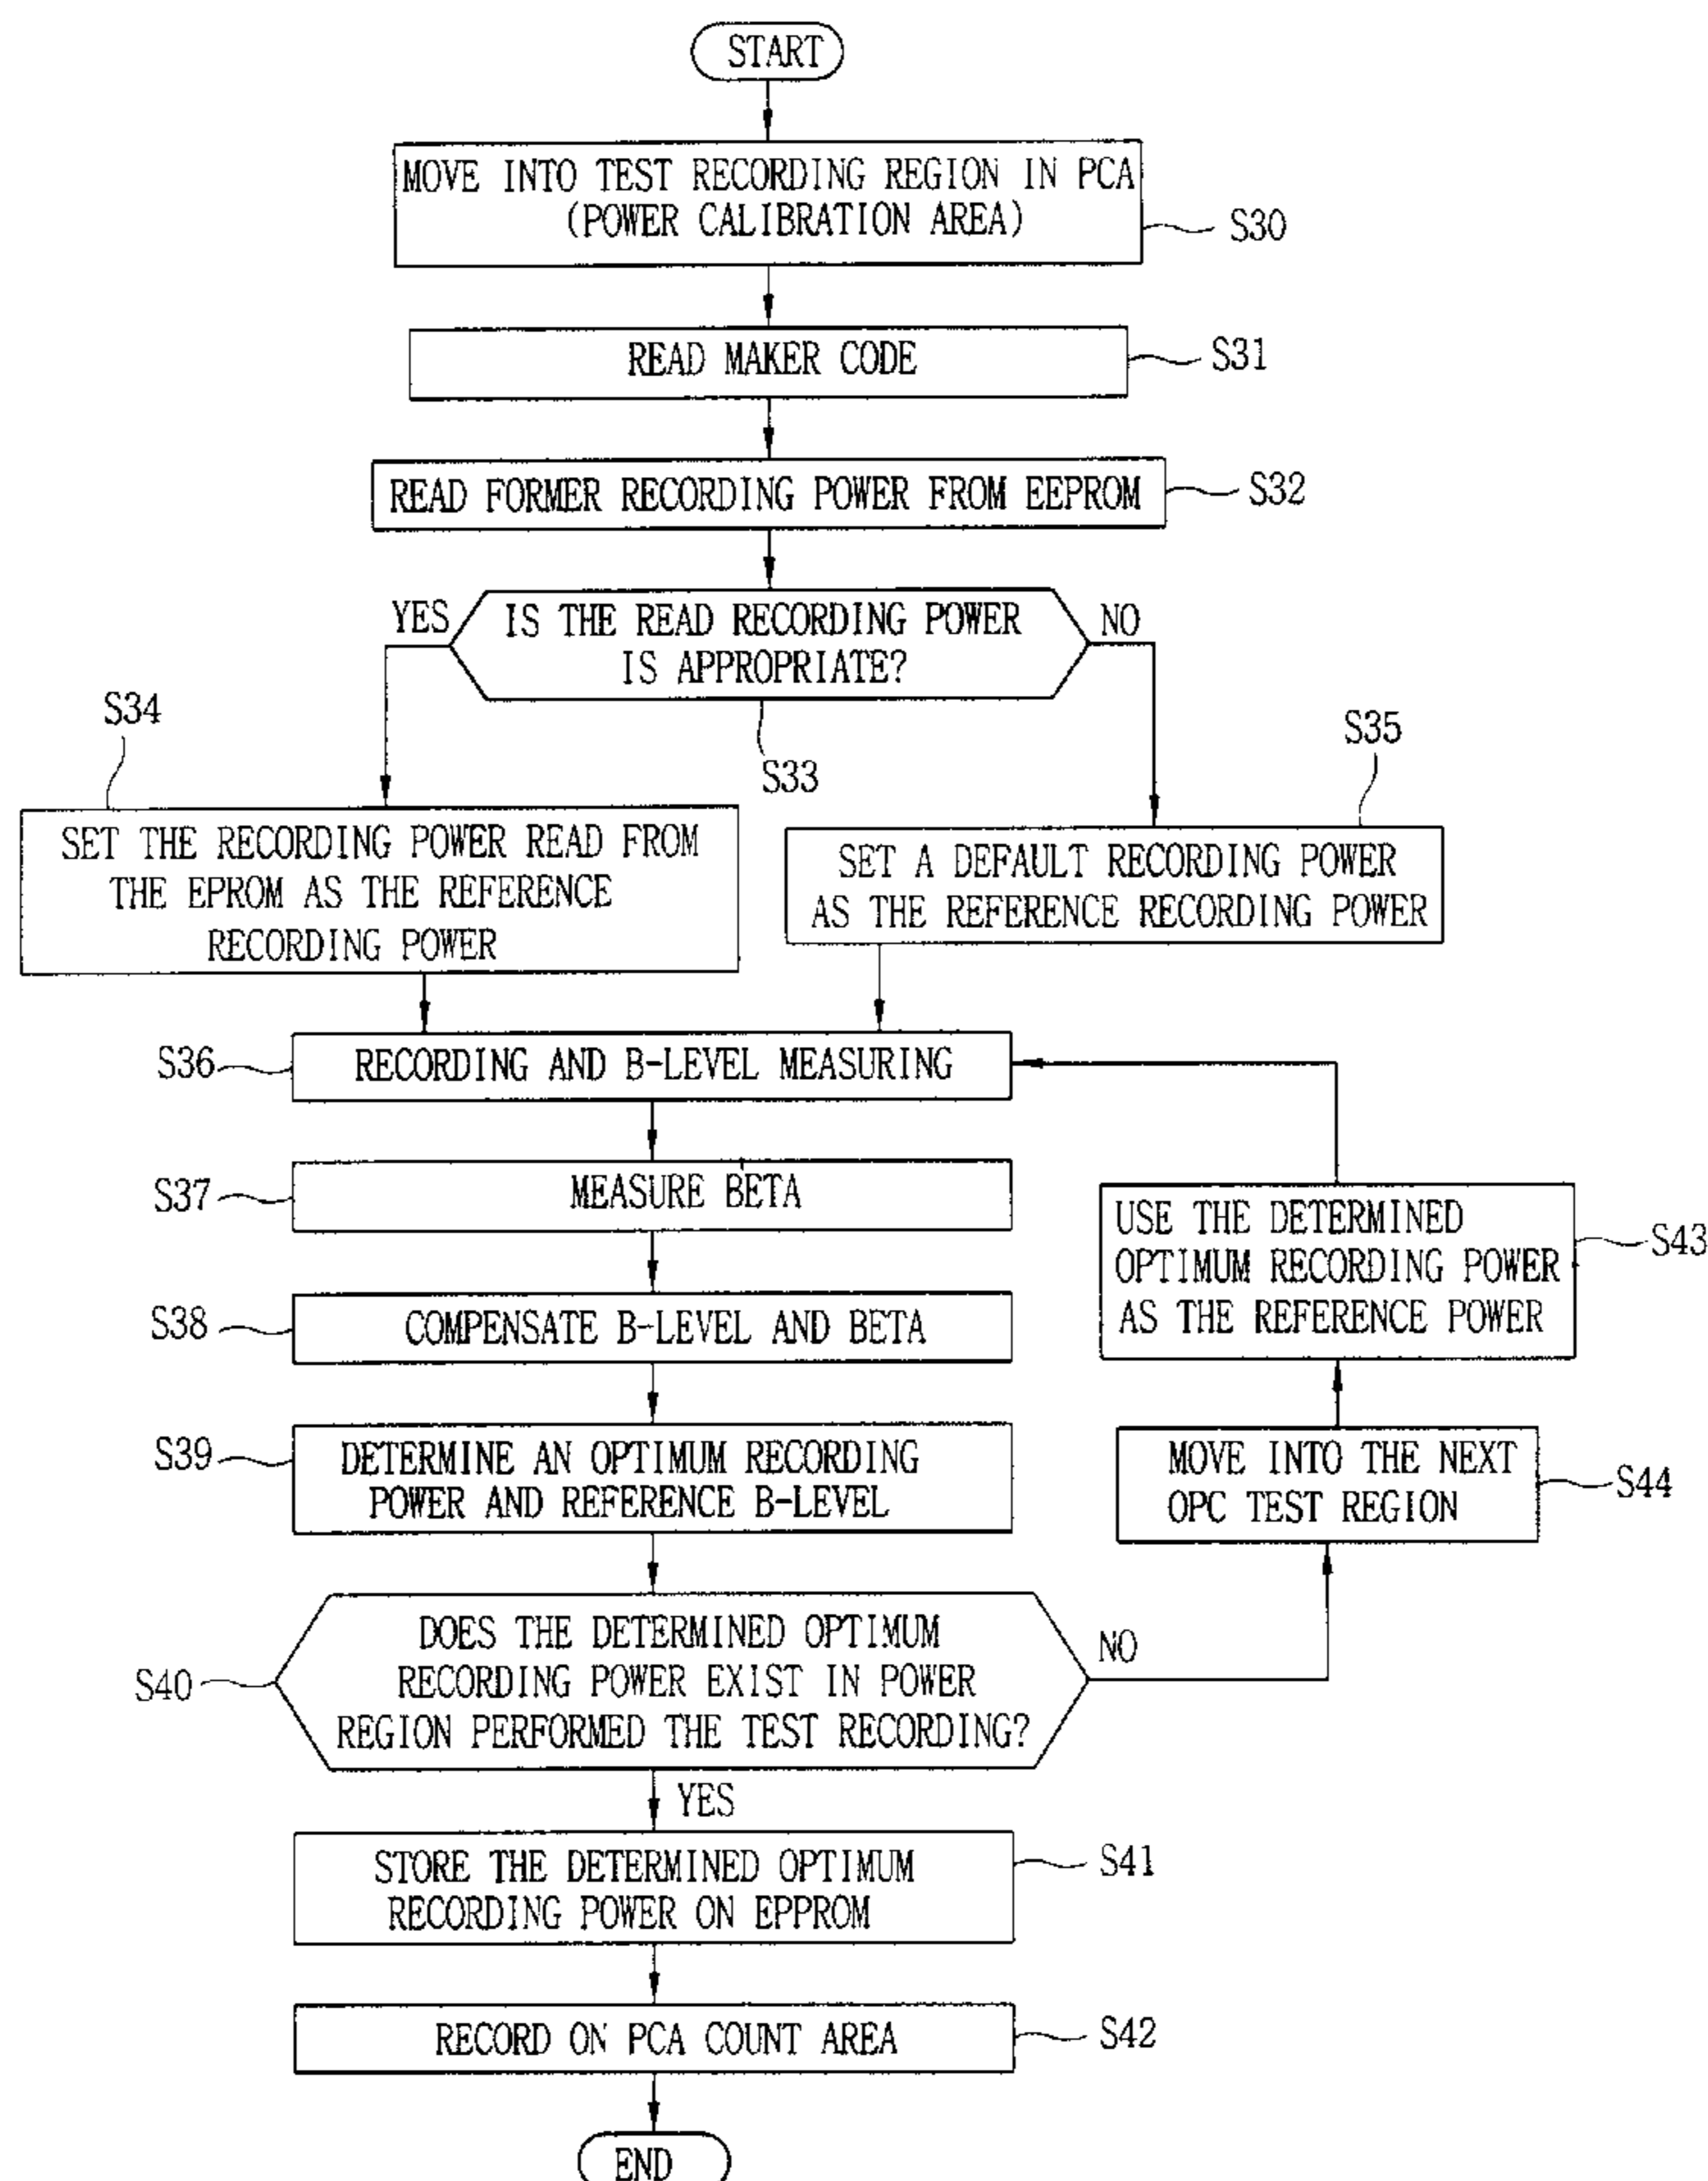 START
MOVE INTO TEST RECORDING REGION IN PCA
(POWER CALIBRATION AREA)
S30
READ MAKER CODE
S31
READ FORMER RECORDING POWER FROM EEPROM
S32
YES
IS THE READ RECORDING POWER
IS APPROPRIATE?
NO
S33
S34
S35
SET THE RECORDING POWER READ FROM
THE EPROM AS THE REFERENCE
RECORDING POWER
SET A DEFAULT RECORDING POWER
AS THE REFERENCE RECORDING POWER
S36
RECORDING AND B-LEVEL MEASURING
S37
MEASURE BETA
S38
COMPENSATE B-LEVEL AND BETA
S39
DETERMINE AN OPTIMUM RECORDING
POWER AND REFERENCE B-LEVEL
USE THE DETERMINED
OPTIMUM RECORDING POWER
AS THE REFERENCE POWER
S43
MOVE INTO THE NEXT
OPC TEST REGION
S44
S40
DOES THE DETERMINED OPTIMUM
RECORDING POWER EXIST IN POWER
REGION PERFORMED THE TEST RECORDING?
NO
YES
STORE THE DETERMINED OPTIMUM
RECORDING POWER ON EPPROM
S41
RECORD ON PCA COUNT AREA
S42
END